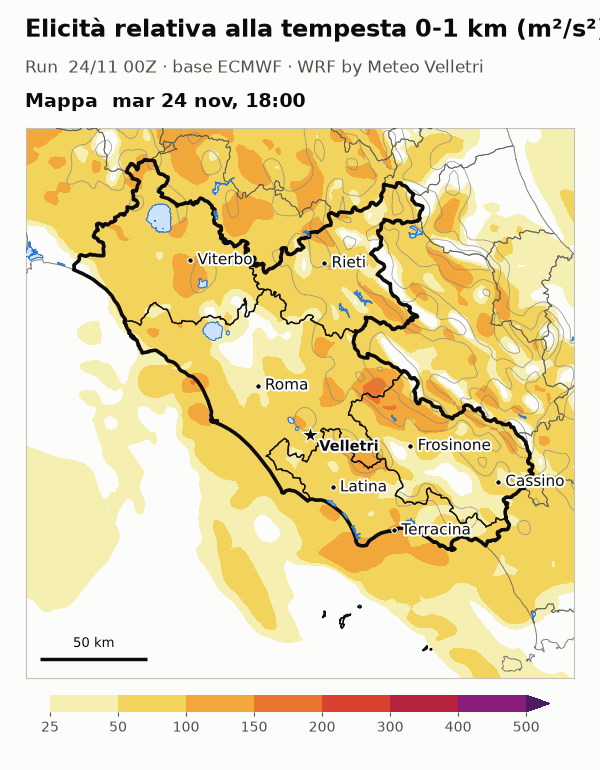 Elicità relativa alla tempesta 0-1 km (m²/s²)
Run  24/11 00Z · base ECMWF · WRF by Meteo Velletri
Mappa  mar 24 nov, 18:00
Viterbo
Rieti
Roma
Velletri
Frosinone
Cassino
Latina
Terracina
50 km
25 50 100 150 200 300 400 500